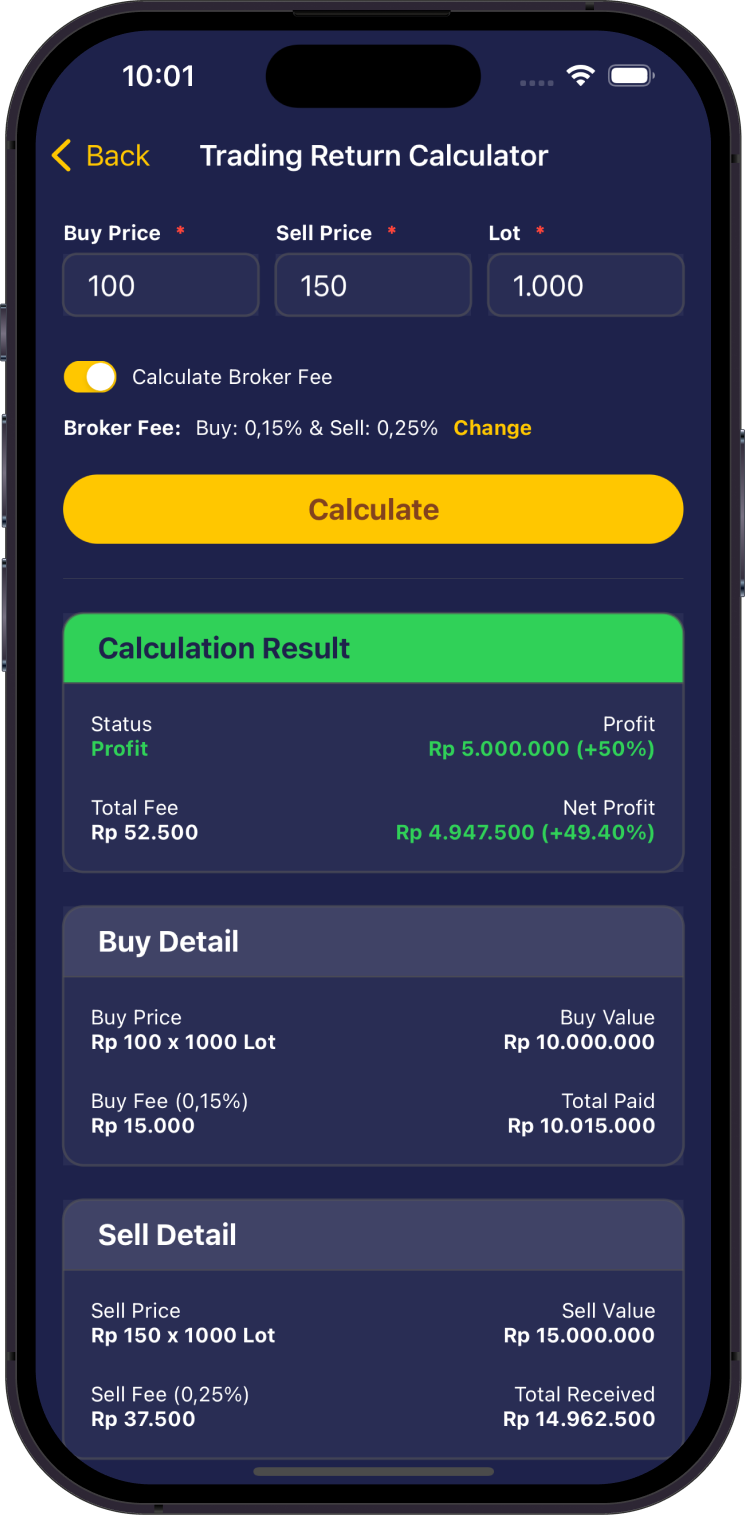 10:01
Back Trading Return Calculator
Buy Price * Sell Price * Lot *
100 150 1.000
Calculate Broker Fee
Broker Fee: Buy: 0,15% & Sell: 0,25% Change
Calculate
Calculation Result
Status Profit
Profit Rp 5.000.000 (+50%)
Total Fee Net Profit
Rp 52.500 Rp 4.947.500 (+49.40%)
Buy Detail
Buy Price Buy Value
Rp 100 x 1000 Lot Rp 10.000.000
Buy Fee (0,15%) Total Paid
Rp 15.000 Rp 10.015.000
Sell Detail
Sell Price Sell Value
Rp 150 x 1000 Lot Rp 15.000.000
Sell Fee (0,25%) Total Received
Rp 37.500 Rp 14.962.500